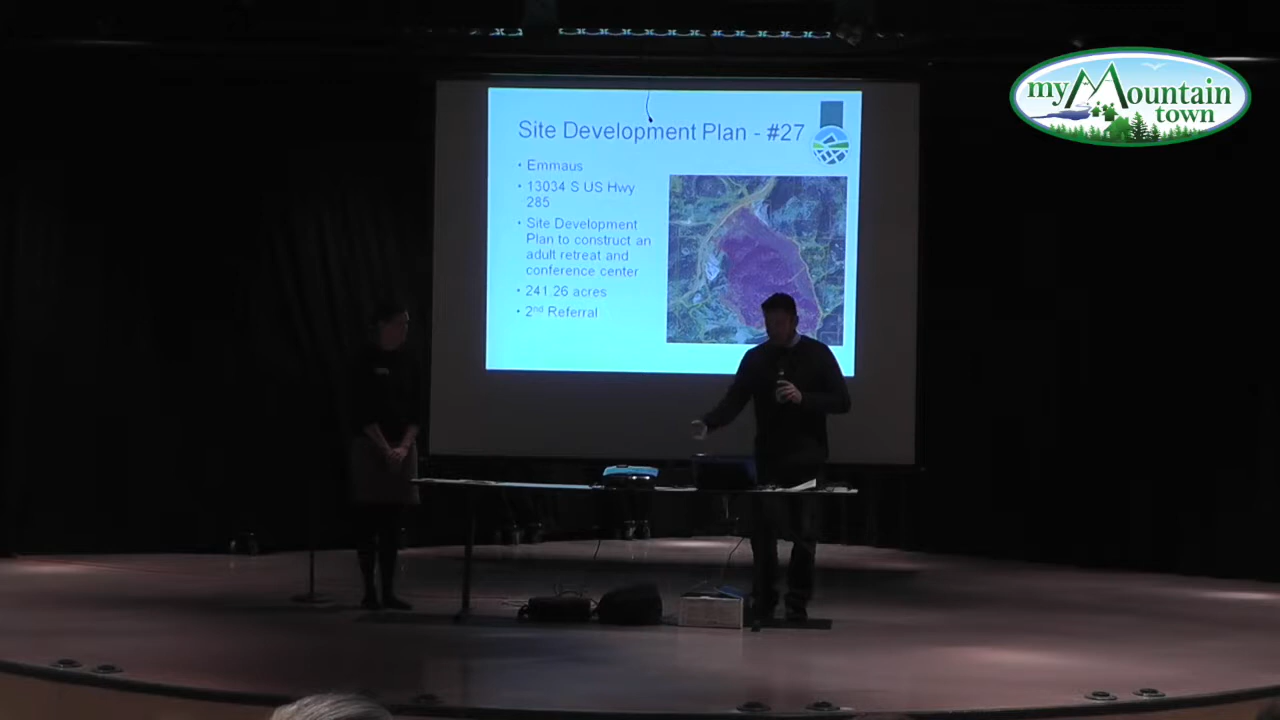 my Mountain
town
Site Development Plan - #27
• Emmaus
• 13034 S US Hwy
285
• Site Development
Plan to construct an
adult retreat and
conference center
• 241.26 acres
• 2nd Referral